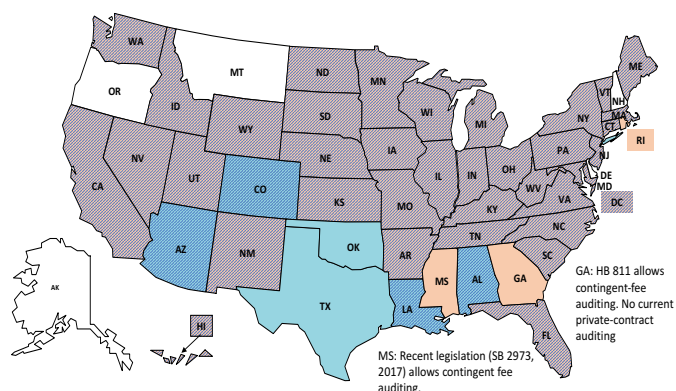 WA
MT
ND
MN
ME
OR
ID
SD
WI
VT
NH
NY
MA
CT
RI
WY
MI
IA
NE
PA
NJ
NV
UT
CO
IL
IN
OH
DE
MD
CA
KS
MO
WV
VA
KY
DC
NC
TN
AZ
NM
OK
AR
SC
MS
AL
GA
TX
LA
FL
AK
HI
GA: HB 811 allows
contingent-fee
auditing. No current
private-contract
auditing
MS: Recent legislation (SB 2973,
2017) allows contingent fee
auditing.